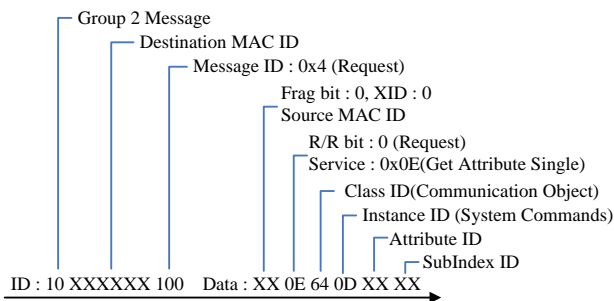 Group 2 Message
Destination MAC ID
Message ID : 0x4 (Request)
Frag bit : 0, XID : 0
Source MAC ID
R/R bit : 0 (Request)
Service : 0x0E(Get Attribute Single)
Class ID(Communication Object)
Instance ID (System Commands)
Attribute ID
SubIndex ID
ID : 10 XXXXXX 100 Data : XX 0E 64 0D XX XX